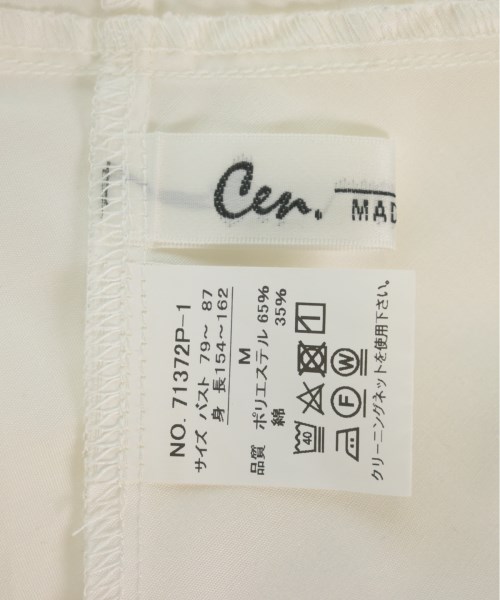 Cen.
MAD
NO. 71372P-1
サイズ バスト 79～ 87
身 長154～162
M
品質 ポリエステル 65%
綿 35%
40
F W
クリーニングネットを使用下さい。